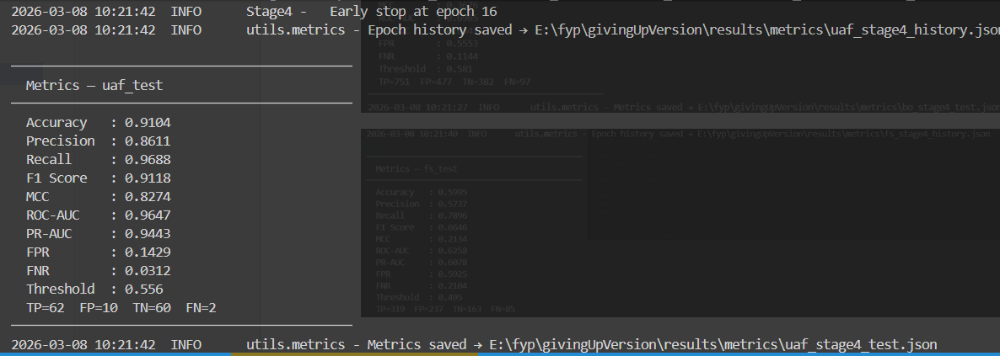 2026-03-08 10:21:42  INFO     Stage4 -   Early stop at epoch 16
2026-03-08 10:21:42  INFO     utils.metrics - Epoch history saved → E:\fyp\givingUpVersion\results\metrics\uaf_stage4_history.json
Metrics — uaf_test
Accuracy   : 0.9104
Precision  : 0.8611
Recall     : 0.9688
F1 Score   : 0.9118
MCC        : 0.8274
ROC-AUC    : 0.9647
PR-AUC     : 0.9443
FPR        : 0.1429
FNR        : 0.0312
Threshold  : 0.556
TP=62  FP=10  TN=60  FN=2
2026-03-08 10:21:42  INFO     utils.metrics - Metrics saved → E:\fyp\givingUpVersion\results\metrics\uaf_stage4_test.json
FPR        : 0.5553
FNR        : 0.1144
Threshold  : 0.581
TP=751  FP=477  TN=382  FN=97
2026-03-08 10:21:27  INFO     utils.metrics - Metrics saved → E:\fyp\givingUpVersion\results\metrics\bo_stage4_test.json
2026-03-08 10:21:40  INFO     utils.metrics - Epoch history saved → E:\fyp\givingUpVersion\results\metrics\fs_stage4_history.json
Metrics — fs_test
Accuracy   : 0.5995
Precision  : 0.5737
Recall     : 0.7896
F1 Score   : 0.6646
MCC        : 0.2134
ROC-AUC    : 0.6258
PR-AUC     : 0.6078
FPR        : 0.5925
FNR        : 0.2104
Threshold  : 0.495
TP=319  FP=237  TN=163  FN=85